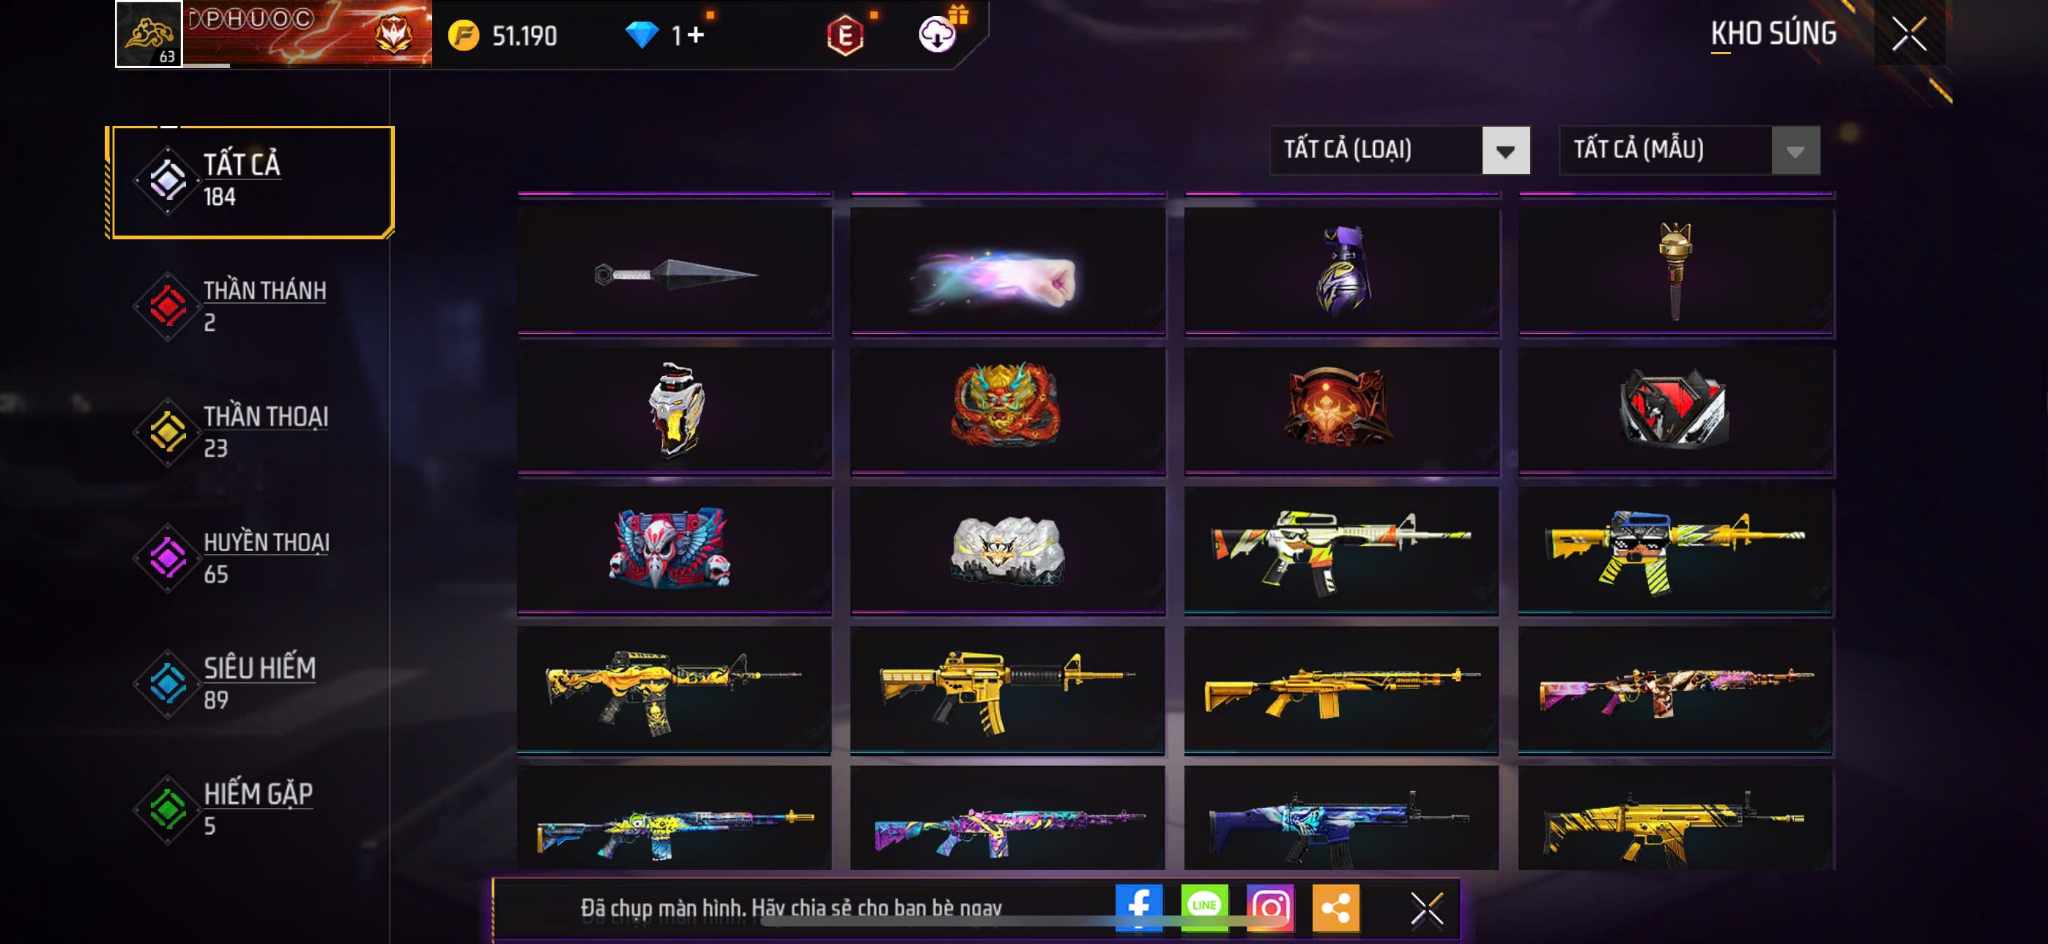 ⓅⒽⓊⓄⒸ
63
51.190
1+
E
KHO SÚNG
TẤT CẢ (LOẠI)
TẤT CẢ (MẪU)
TẤT CẢ
184
THẦN THÁNH
2
THẦN THOẠI
23
HUYỀN THOẠI
65
SIÊU HIẾM
89
HIẾM GẶP
5
Đã chụp màn hình. Hãy chia sẻ cho bạn bè ngay
LINE